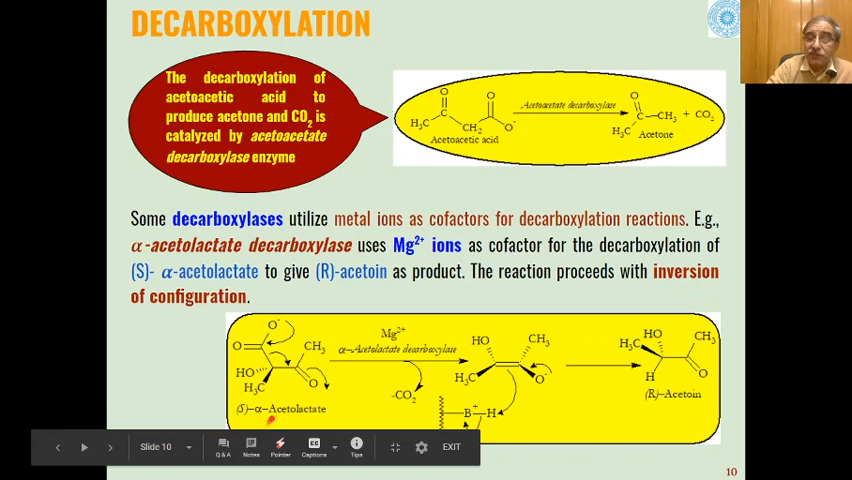 DECARBOXYLATION
The decarboxylation of
acetoacetic acid to
produce acetone and CO2 is
catalyzed by acetoacetate
decarboxylase enzyme
O
O
H3C
CH2
O-
Acetoacetic acid
Acetoacetate decarboxylase
O
CH3 + CO2
H3C
Acetone
Some decarboxylases utilize metal ions as cofactors for decarboxylation reactions. E.g.,
α-acetolactate decarboxylase uses Mg2+ ions as cofactor for the decarboxylation of
(S)- α-acetolactate to give (R)-acetoin as product. The reaction proceeds with inversion
of configuration.
O-
O
CH3
HO
O
H3C
(S)-α-Acetolactate
Mg2+
α-Acetolactate decarboxylase
-CO2
HO
CH3
H3C
O-
B+-H
HO
CH3
H3C
H
O
(R)-Acetoin
Slide 10
Q & A
Notes
Pointer
Captions
Tips
EXIT
10